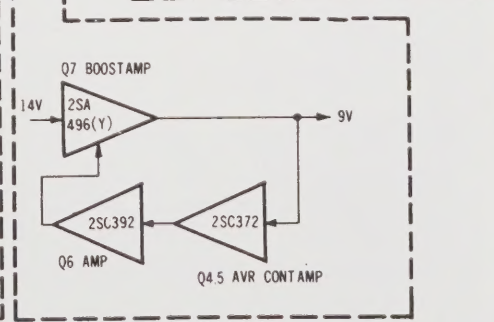 Q7 BOOSTAMP
14V
2SA
496(Y)
9V
2SC392
2SC372
Q6 AMP
Q4.5 AVR CONTAMP